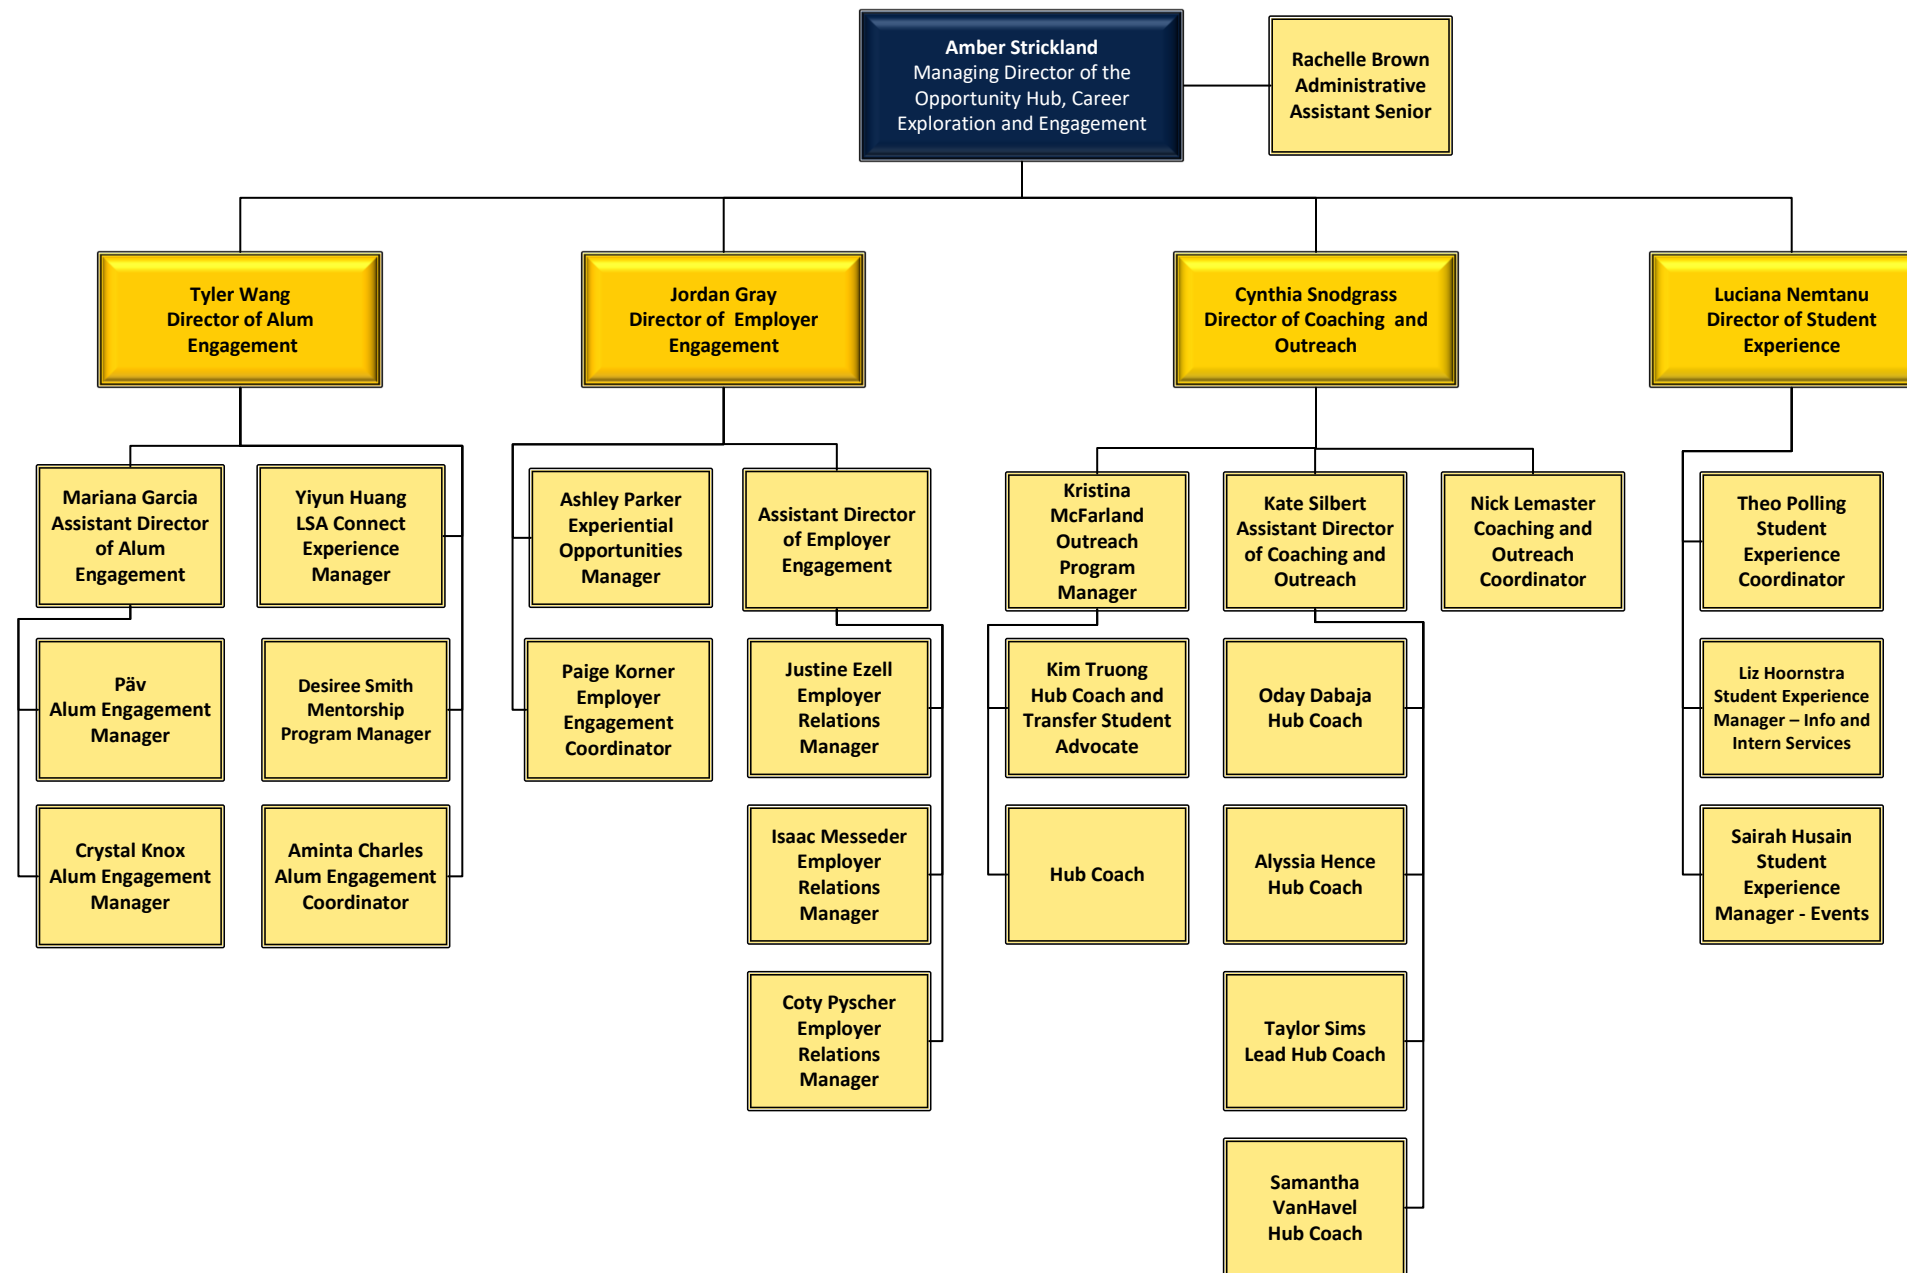 Amber Strickland
Managing Director of the
Opportunity Hub, Career
Exploration and Engagement
Rachelle Brown
Administrative
Assistant Senior
Tyler Wang
Director of Alum
Engagement
Jordan Gray
Director of  Employer
Engagement
Cynthia Snodgrass
Director of Coaching  and
Outreach
Luciana Nemtanu
Director of Student
Experience
Mariana Garcia
Assistant Director
of Alum
Engagement
Yiyun Huang
LSA Connect
Experience
Manager
Ashley Parker
Experiential
Opportunities
Manager
Assistant Director
of Employer
Engagement
Kristina
McFarland
Outreach
Program
Manager
Kate Silbert
Assistant Director
of Coaching and
Outreach
Nick Lemaster
Coaching and
Outreach
Coordinator
Theo Polling
Student
Experience
Coordinator
Päv
Alum Engagement
Manager
Desiree Smith
Mentorship
Program Manager
Paige Korner
Employer
Engagement
Coordinator
Justine Ezell
Employer
Relations
Manager
Kim Truong
Hub Coach and
Transfer Student
Advocate
Oday Dabaja
Hub Coach
Liz Hoornstra
Student Experience
Manager – Info and
Intern Services
Crystal Knox
Alum Engagement
Manager
Aminta Charles
Alum Engagement
Coordinator
Isaac Messeder
Employer
Relations
Manager
Hub Coach
Alyssia Hence
Hub Coach
Sairah Husain
Student
Experience
Manager - Events
Coty Pyscher
Employer
Relations
Manager
Taylor Sims
Lead Hub Coach
Samantha
VanHavel
Hub Coach